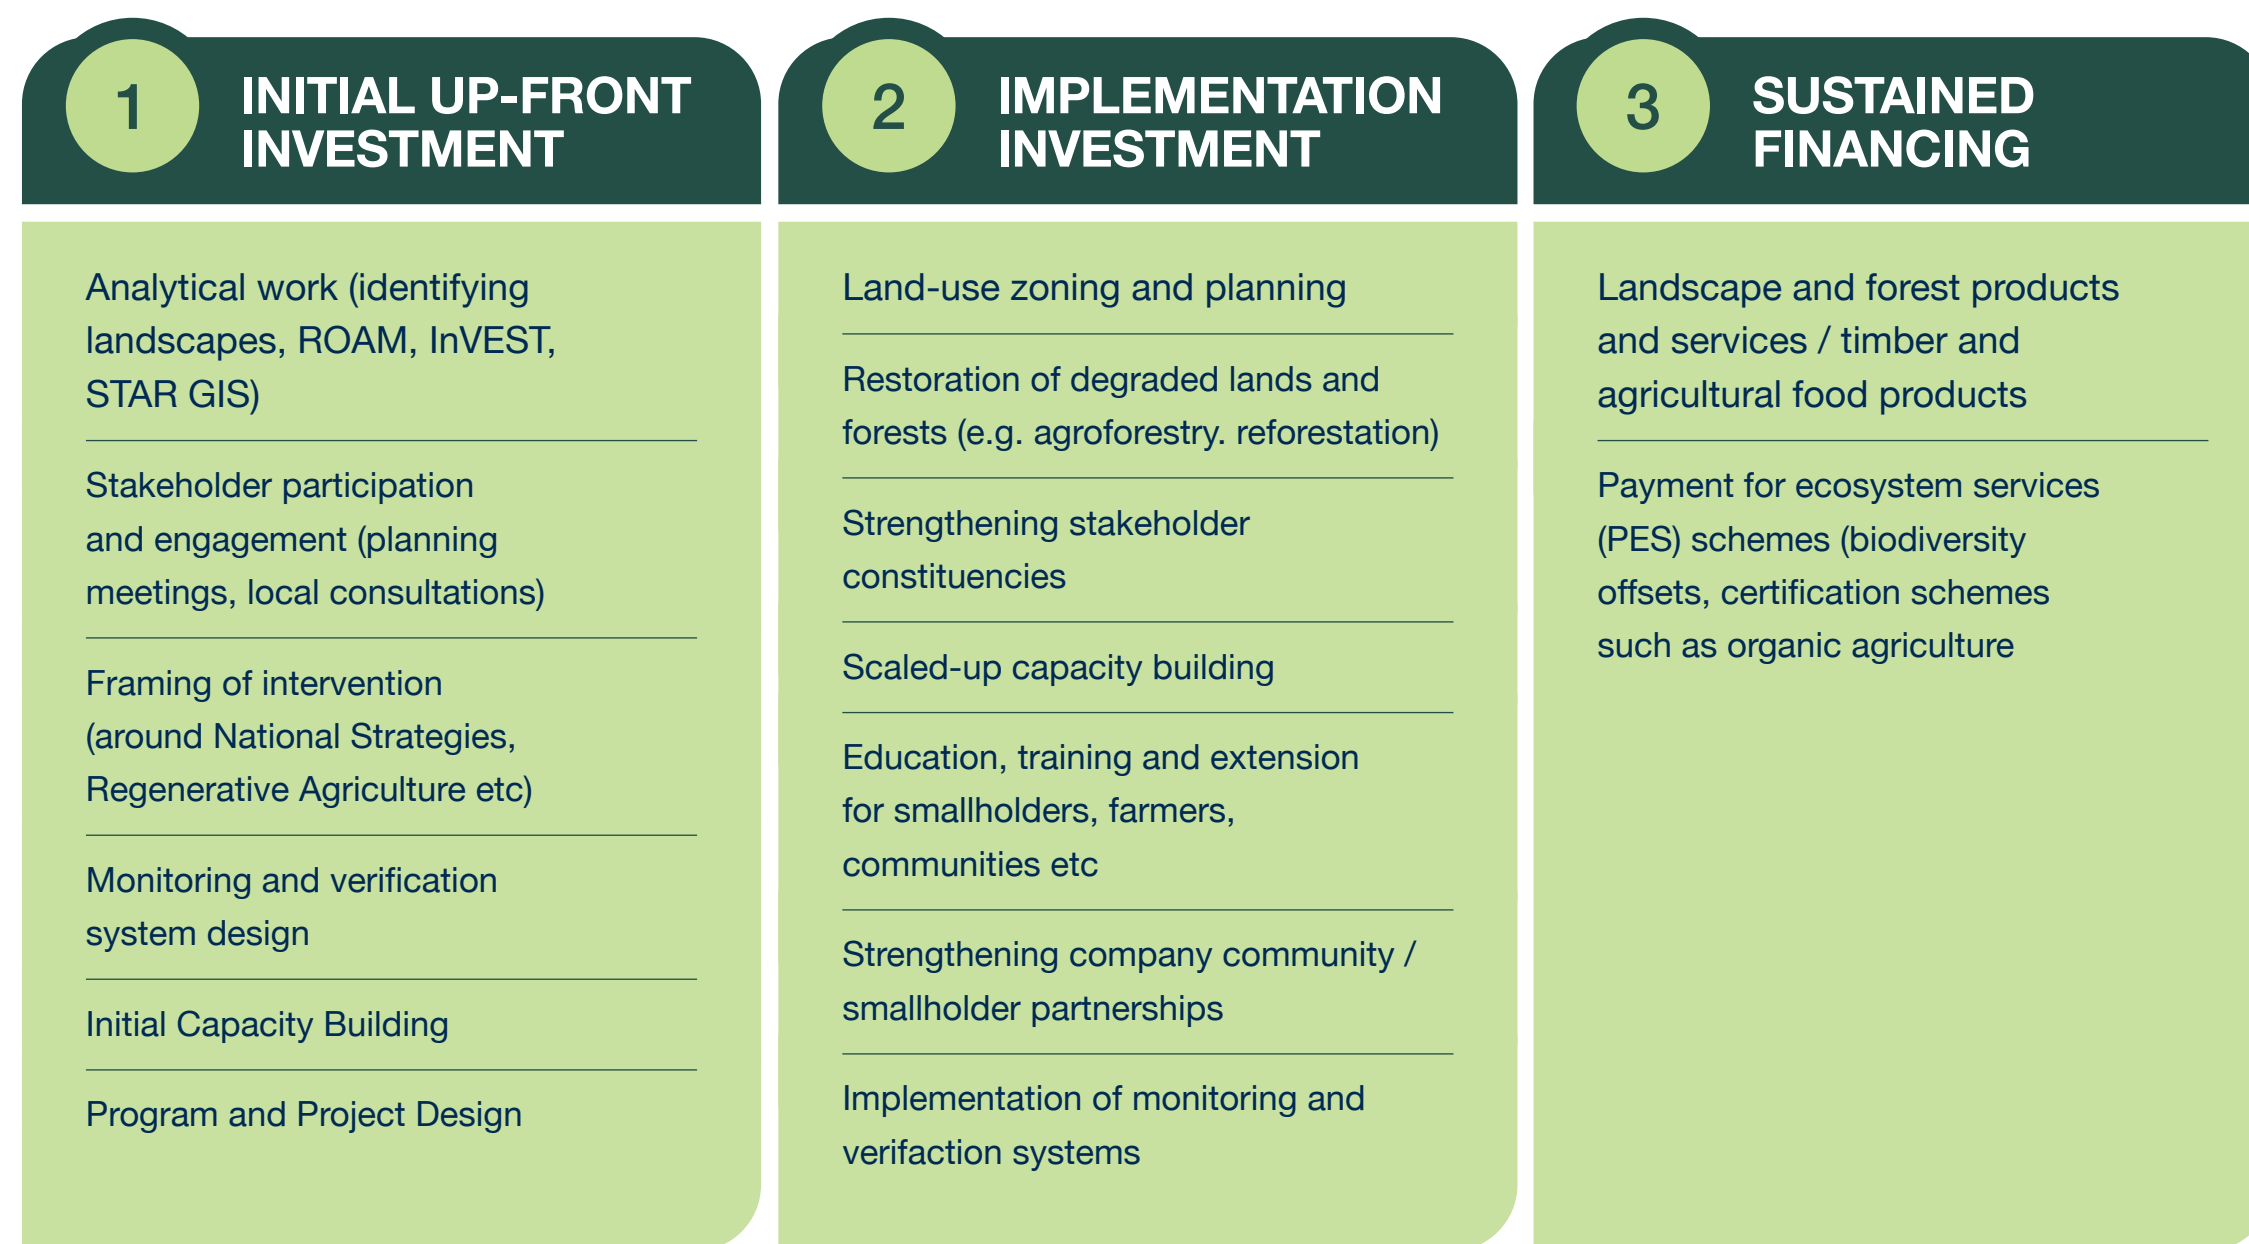 1
INITIAL UP-FRONT
INVESTMENT
Analytical work (identifying
landscapes, ROAM, InVEST,
STAR GIS)
Stakeholder participation
and engagement (planning
meetings, local consultations)
Framing of intervention
(around National Strategies,
Regenerative Agriculture etc)
Monitoring and verification
system design
Initial Capacity Building
Program and Project Design
2
IMPLEMENTATION
INVESTMENT
Land-use zoning and planning
Restoration of degraded lands and
forests (e.g. agroforestry. reforestation)
Strengthening stakeholder
constituencies
Scaled-up capacity building
Education, training and extension
for smallholders, farmers,
communities etc
Strengthening company community /
smallholder partnerships
Implementation of monitoring and
verifaction systems
3
SUSTAINED
FINANCING
Landscape and forest products
and services / timber and
agricultural food products
Payment for ecosystem services
(PES) schemes (biodiversity
offsets, certification schemes
such as organic agriculture